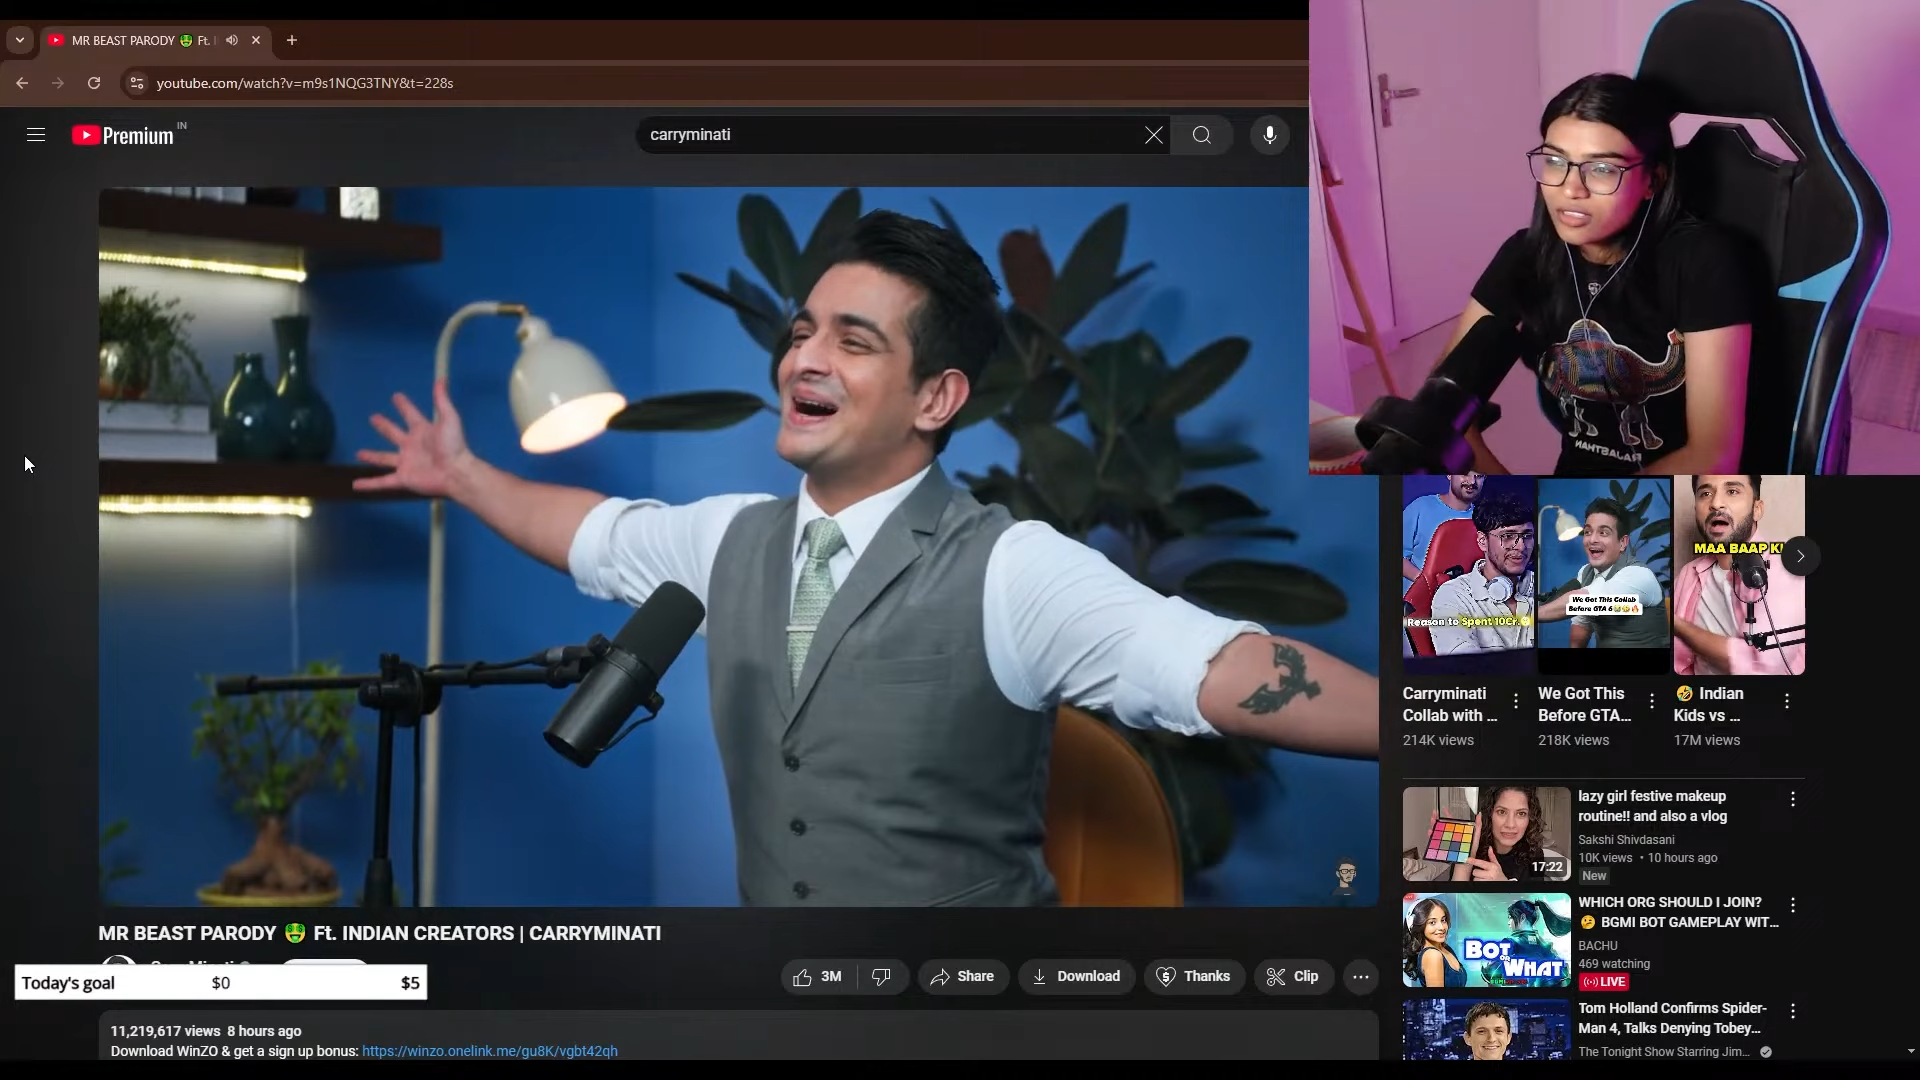 MR BEAST PARODY 🤑 Ft.
youtube.com/watch?v=m9s1NQG3TNY&t=228s
Premium IN
carryminati
MR BEAST PARODY 🤑 Ft. INDIAN CREATORS | CARRYMINATI
Today's goal $0 $5
3M
Share
Download
Thanks
Clip
11,219,617 views 8 hours ago
Download WinZO & get a sign up bonus: https://winzo.onelink.me/gu8K/vgbt42qh
Reason to Spent 10Cr.
We Got This Collab
Before GTA 6
MAA BAAP KI
Carryminati
Collab with ...
214K views
We Got This
Before GTA...
218K views
🤣 Indian
Kids vs ...
17M views
17:22
lazy girl festive makeup
routine!! and also a vlog
Sakshi Shivdasani
10K views • 10 hours ago
New
BOT
OR
WHAT
WHICH ORG SHOULD I JOIN?
🤔 BGMI BOT GAMEPLAY WIT...
BACHU
469 watching
LIVE
Tom Holland Confirms Spider-
Man 4, Talks Denying Tobey...
The Tonight Show Starring Jim...